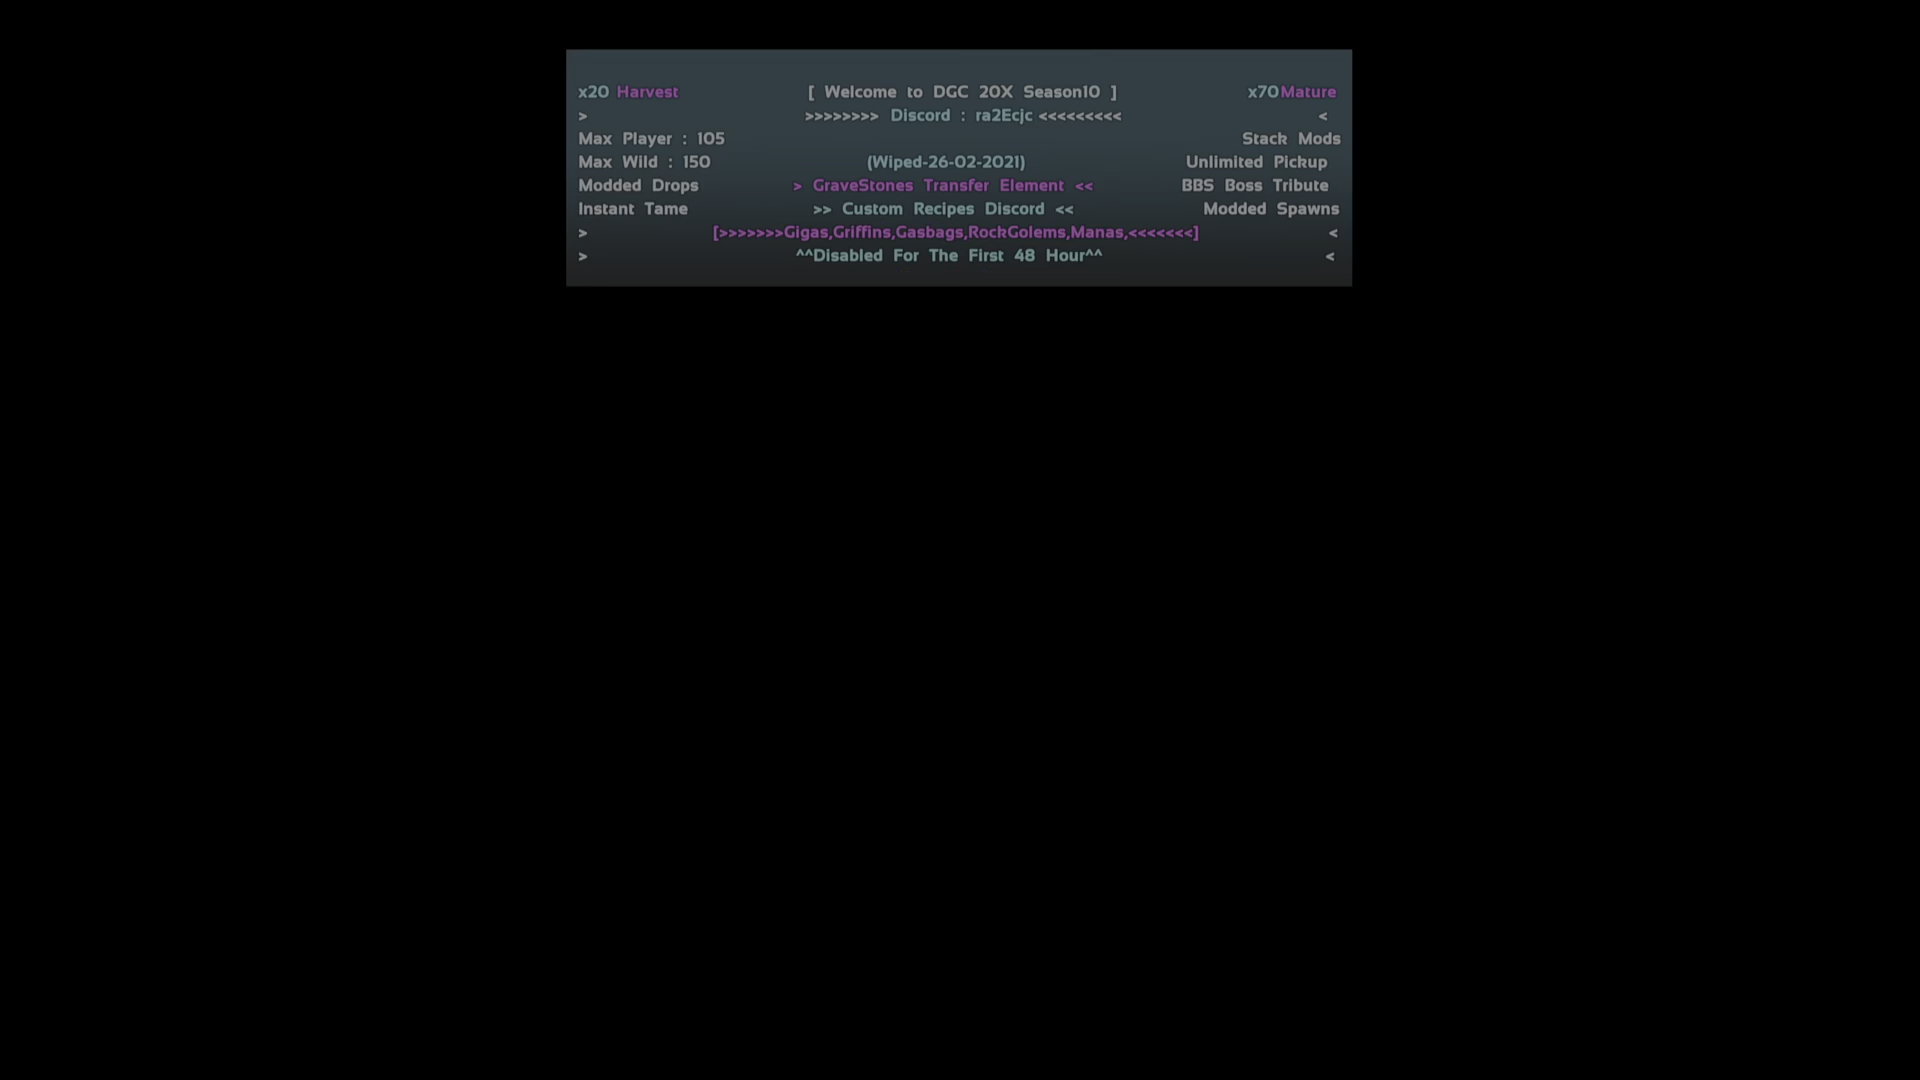 x20 Harvest [ Welcome to DGC 20X Season10 ] x70Mature
> >>>>>>>> Discord : ra2Ecjc <<<<<<<<< <
Max Player : 105 Stack Mods
Max Wild : 150 (Wiped-26-02-2021) Unlimited Pickup
Modded Drops > GraveStones Transfer Element << BBS Boss Tribute
Instant Tame >> Custom Recipes Discord << Modded Spawns
> [>>>>>>>Gigas,Griffins,Gasbags,RockGolems,Manas,<<<<<<<] <
> ^^Disabled For The First 48 Hour^^ <